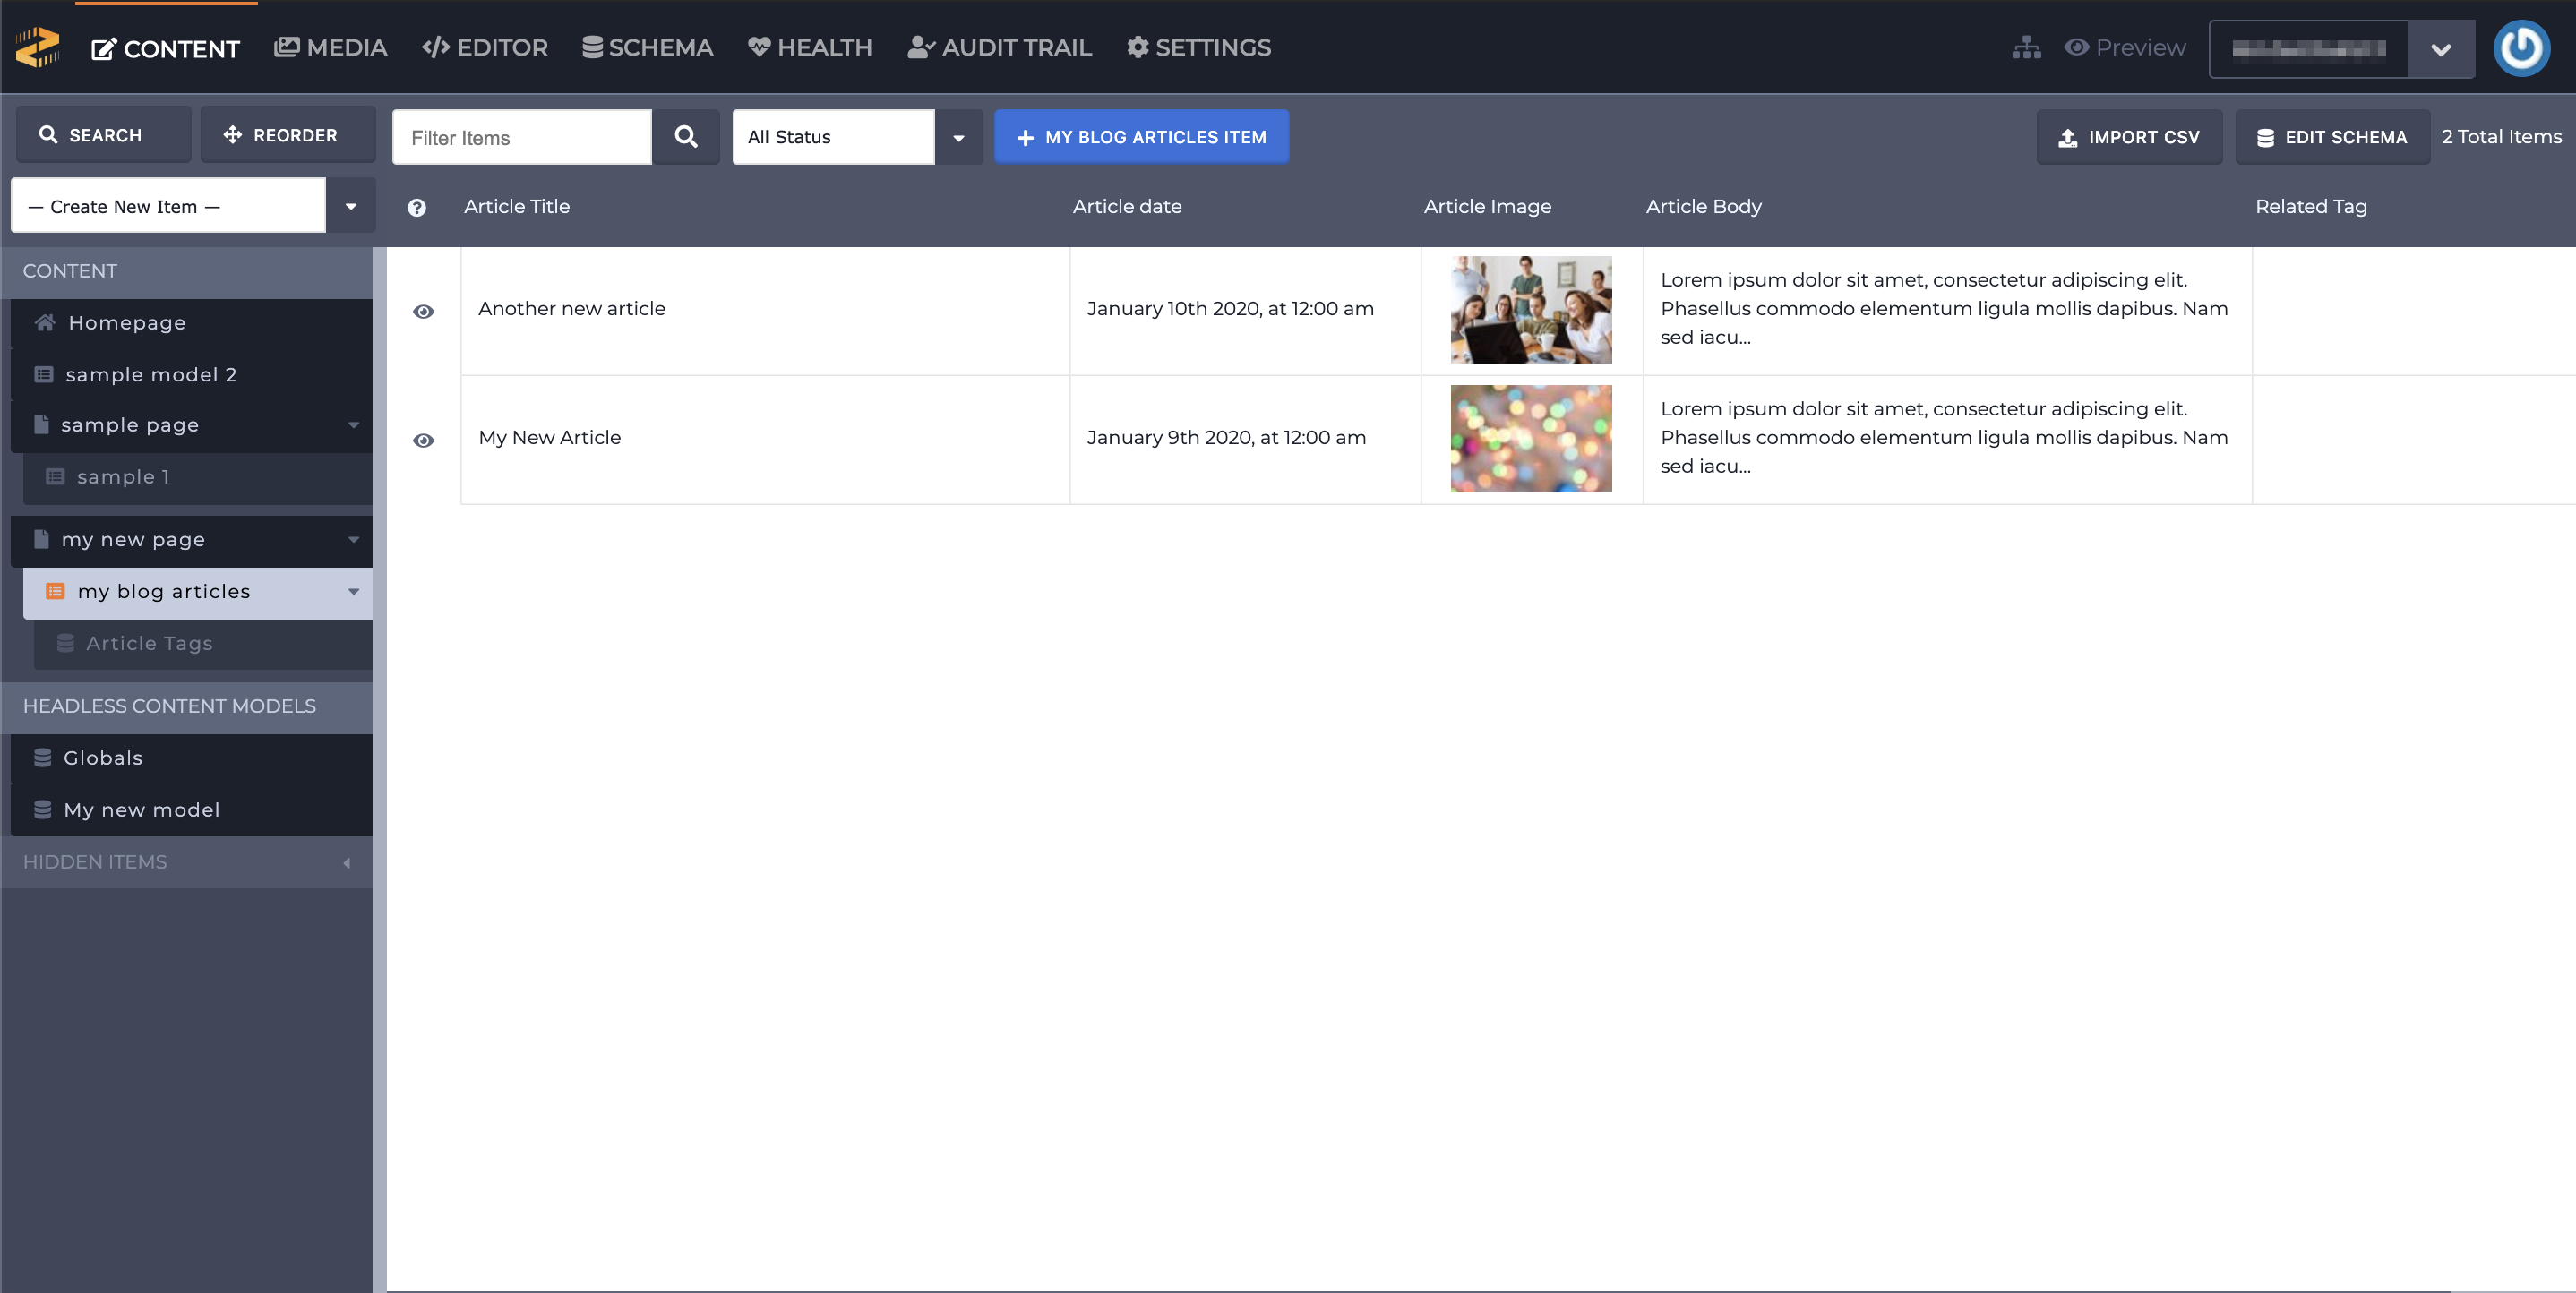 CONTENT
MEDIA
EDITOR
SCHEMA
HEALTH
AUDIT TRAIL
SETTINGS
Preview
SEARCH
REORDER
Filter Items
All Status
MY BLOG ARTICLES ITEM
IMPORT CSV
EDIT SCHEMA
2 Total Items
— Create New Item —
Article Title
Article date
Article Image
Article Body
Related Tag
CONTENT
Homepage
sample model 2
sample page
sample 1
my new page
my blog articles
Article Tags
HEADLESS CONTENT MODELS
Globals
My new model
HIDDEN ITEMS
Another new article
January 10th 2020, at 12:00 am
Lorem ipsum dolor sit amet, consectetur adipiscing elit.
Phasellus commodo elementum ligula mollis dapibus. Nam
sed iacu...
My New Article
January 9th 2020, at 12:00 am
Lorem ipsum dolor sit amet, consectetur adipiscing elit.
Phasellus commodo elementum ligula mollis dapibus. Nam
sed iacu...